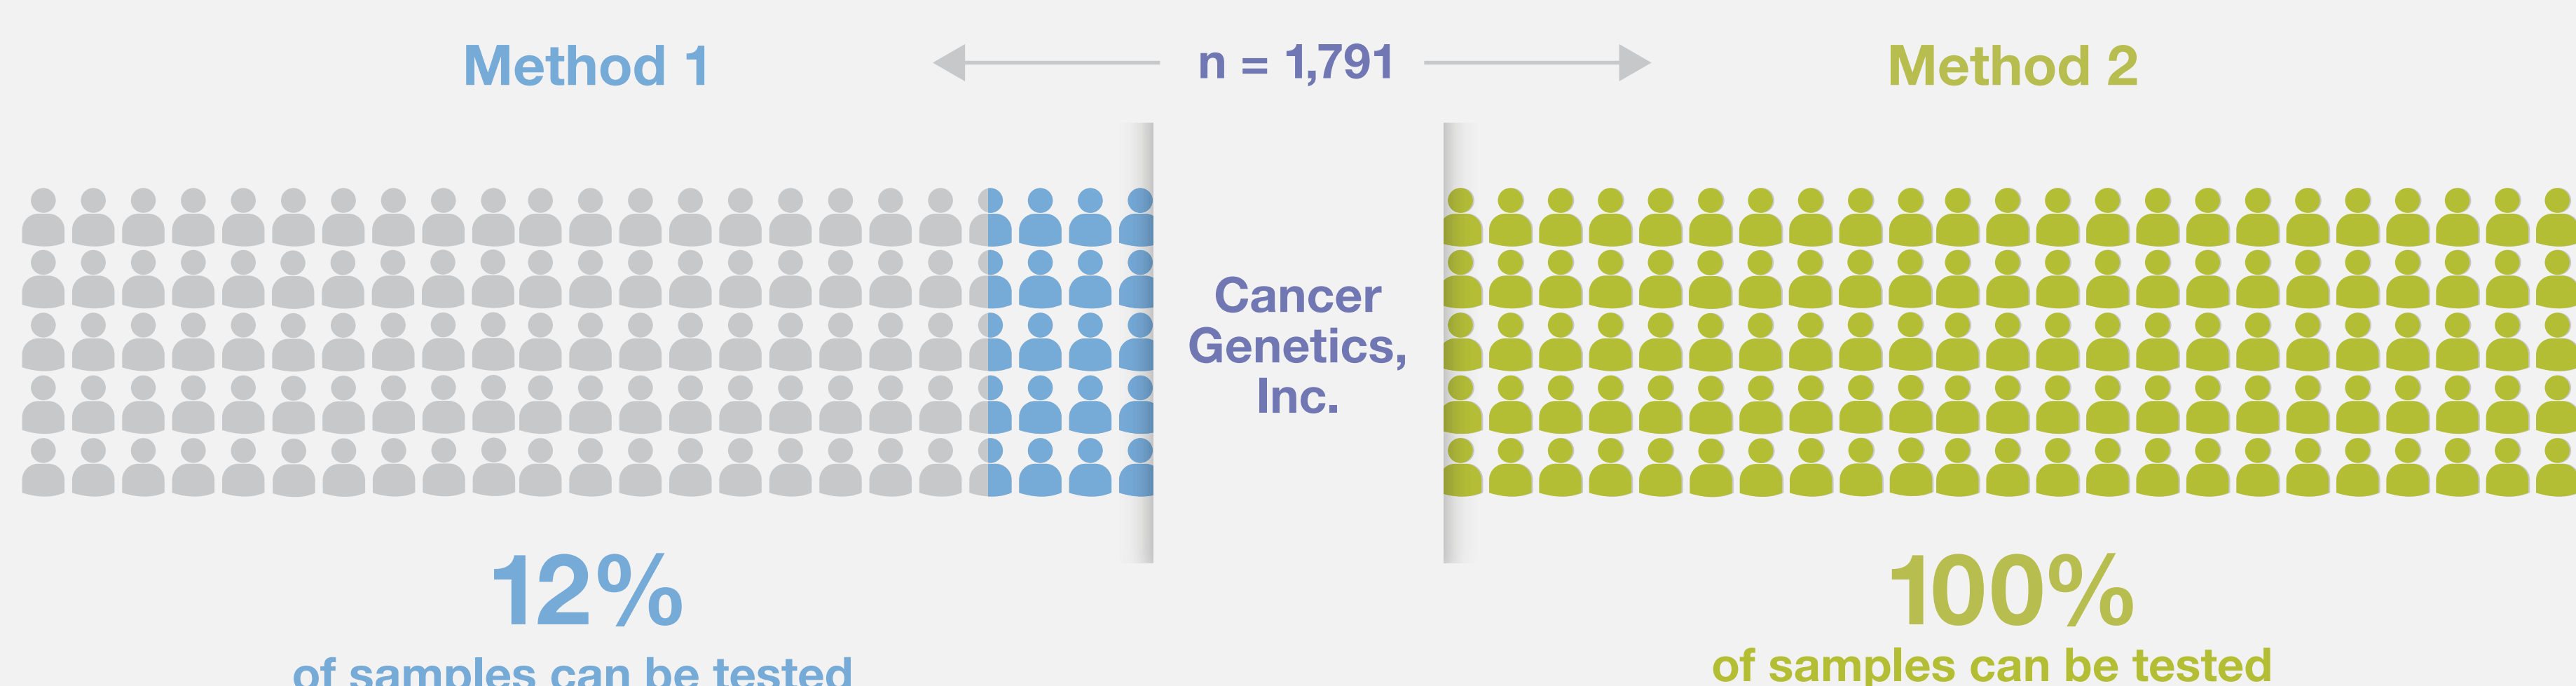 Method 1
n = 1,791
Method 2
Cancer
Genetics,
Inc.
12%
of samples can be tested
100%
of samples can be tested